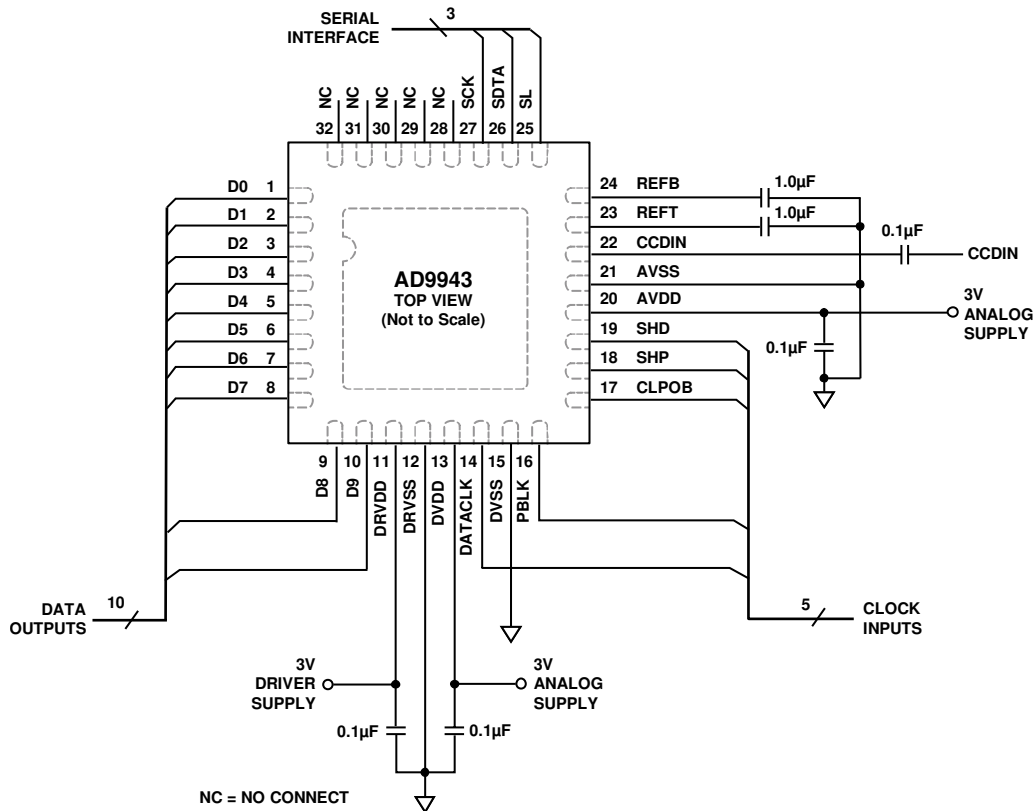 SERIAL
INTERFACE
3
NC
NC
NC
NC
NC
SCK
SDTA
SL
32 31 30 29 28 27 26 25
D0 1
D1 2
D2 3
D3 4
D4 5
D5 6
D6 7
D7 8
AD9943
TOP VIEW
(Not to Scale)
24 REFB
23 REFT
22 CCDIN
21 AVSS
20 AVDD
19 SHD
18 SHP
17 CLPOB
1.0µF
1.0µF
0.1µF
CCDIN
3V
ANALOG
SUPPLY
0.1µF
9 10 11 12 13 14 15 16
D8
D9
DRVDD
DRVSS
DVDD
DATACLK
DVSS
PBLK
DATA
OUTPUTS
10
5
CLOCK
INPUTS
3V
DRIVER
SUPPLY
3V
ANALOG
SUPPLY
0.1µF
0.1µF
NC = NO CONNECT